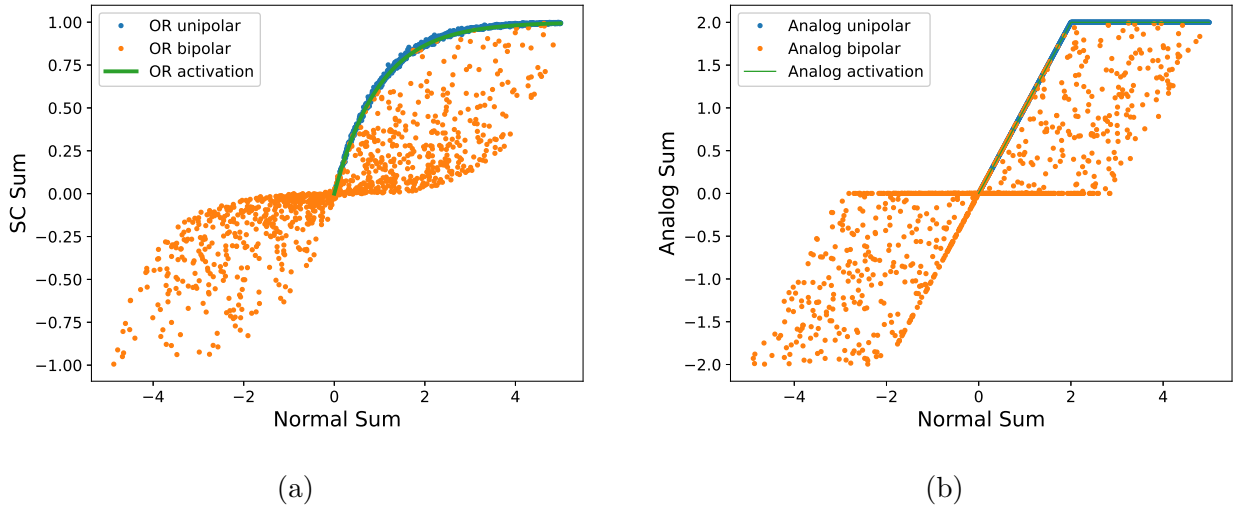 OR unipolar
OR bipolar
OR activation
1.00
0.75
0.50
0.25
0.00
−0.25
−0.50
−0.75
−1.00
SC Sum
−4
−2
0
2
4
Normal Sum
(a)
Analog unipolar
Analog bipolar
Analog activation
2.0
1.5
1.0
0.5
0.0
−0.5
−1.0
−1.5
−2.0
Analog Sum
−4
−2
0
2
4
Normal Sum
(b)